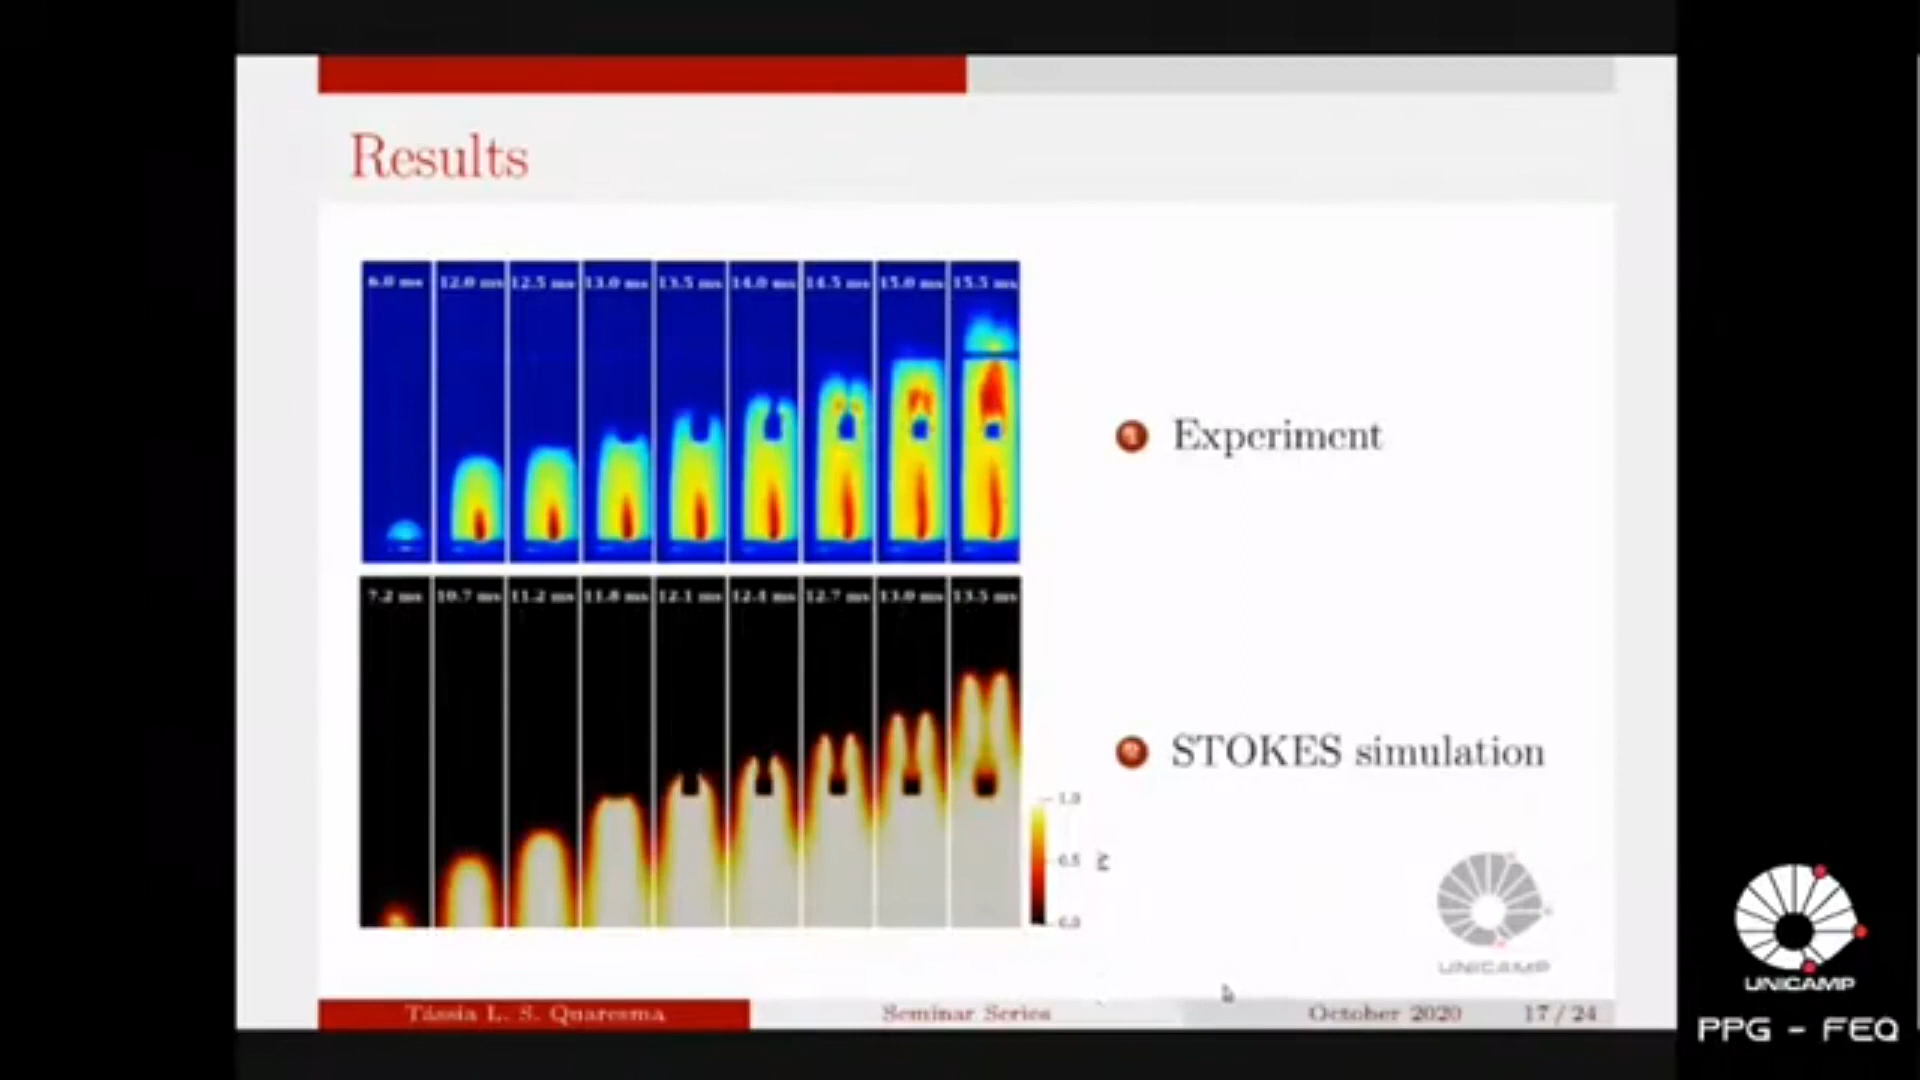 Results
6.0 ms 12.0 ms 12.5 ms 13.0 ms 13.5 ms 14.0 ms 14.5 ms 15.0 ms 15.5 ms
1 Experiment
7.2 ms 10.7 ms 11.2 ms 11.8 ms 12.1 ms 12.4 ms 12.7 ms 13.0 ms 13.5 ms
2 STOKES simulation
1.0
0.5
0.0
UNICAMP
Tássia L. S. Quaresma Seminar Series October 2020 17 / 24
UNICAMP
PPG - FEQ